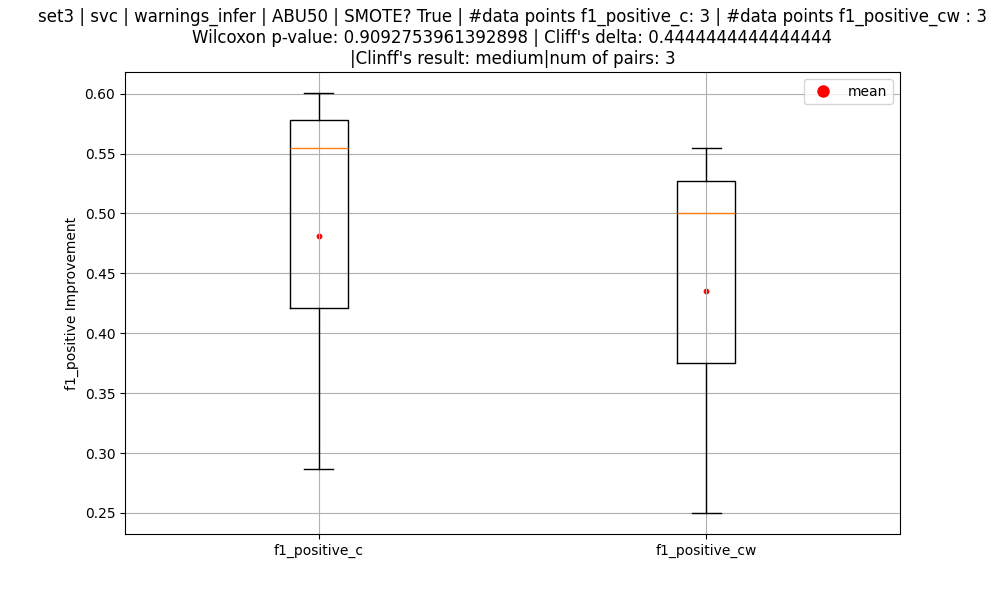 set3 | svc | warnings_infer | ABU50 | SMOTE? True | #data points f1_positive_c: 3 | #data points f1_positive_cw : 3
Wilcoxon p-value: 0.9092753961392898 | Cliff's delta: 0.4444444444444444
|Clinff's result: medium|num of pairs: 3
mean
0.60
0.55
0.50
0.45
0.40
0.35
0.30
0.25
f1_positive Improvement
f1_positive_c
f1_positive_cw